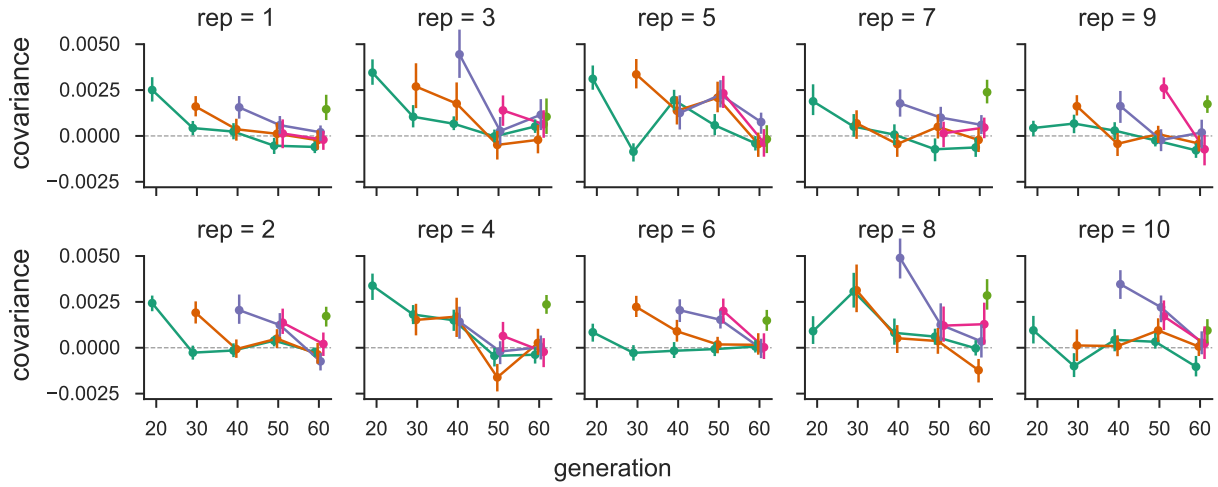 rep = 1 rep = 3 rep = 5 rep = 7 rep = 9
covariance
0.0050
0.0025
0.0000
−0.0025
rep = 2 rep = 4 rep = 6 rep = 8 rep = 10
covariance
0.0050
0.0025
0.0000
−0.0025
20 30 40 50 60 20 30 40 50 60 20 30 40 50 60 20 30 40 50 60 20 30 40 50 60
generation